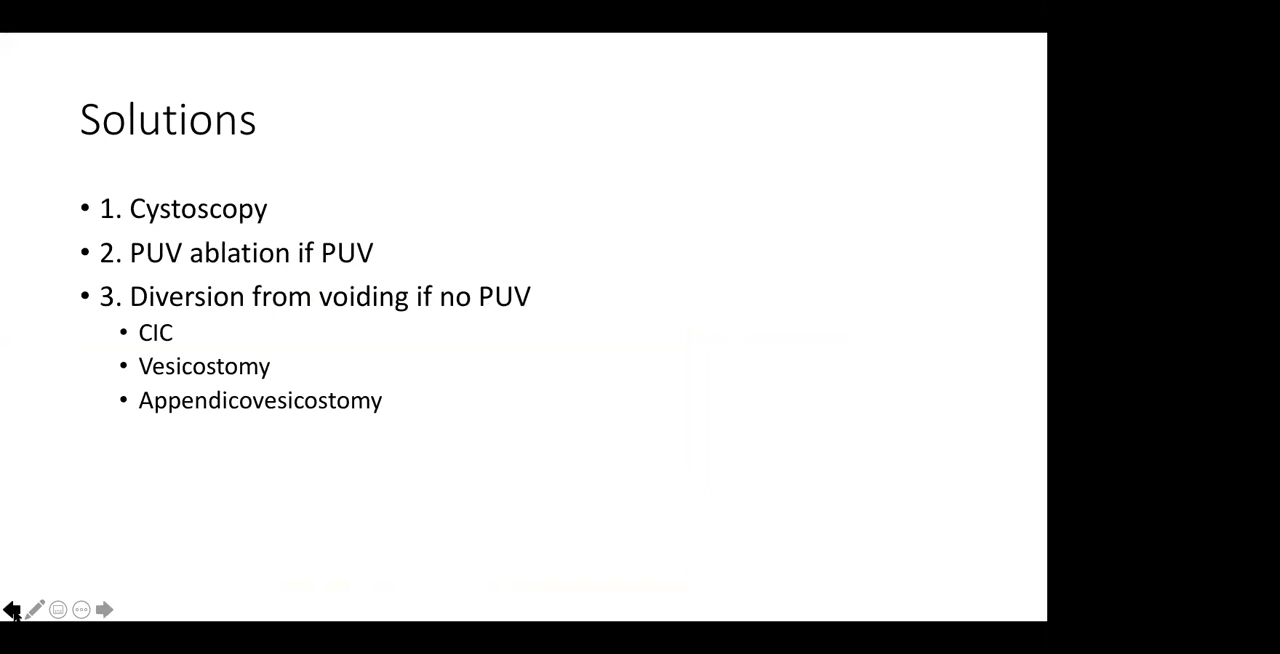 Solutions
• 1. Cystoscopy
• 2. PUV ablation if PUV
• 3. Diversion from voiding if no PUV
• CIC
• Vesicostomy
• Appendicovesicostomy